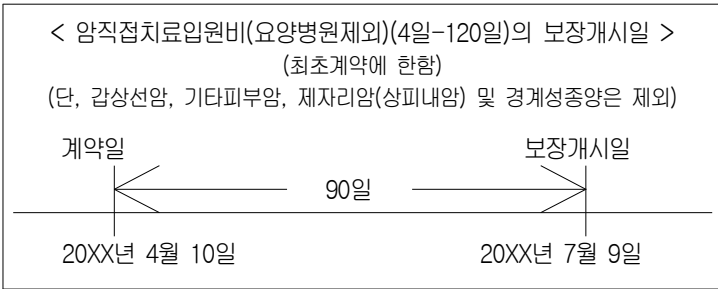 < 암직접치료입원비(요양병원제외)(4일-120일)의 보장개시일 >
(최초계약에 한함)
(단, 갑상선암, 기타피부암, 제자리암(상피내암) 및 경계성종양은 제외)
계약일 보장개시일
90일
20XX년 4월 10일 20XX년 7월 9일